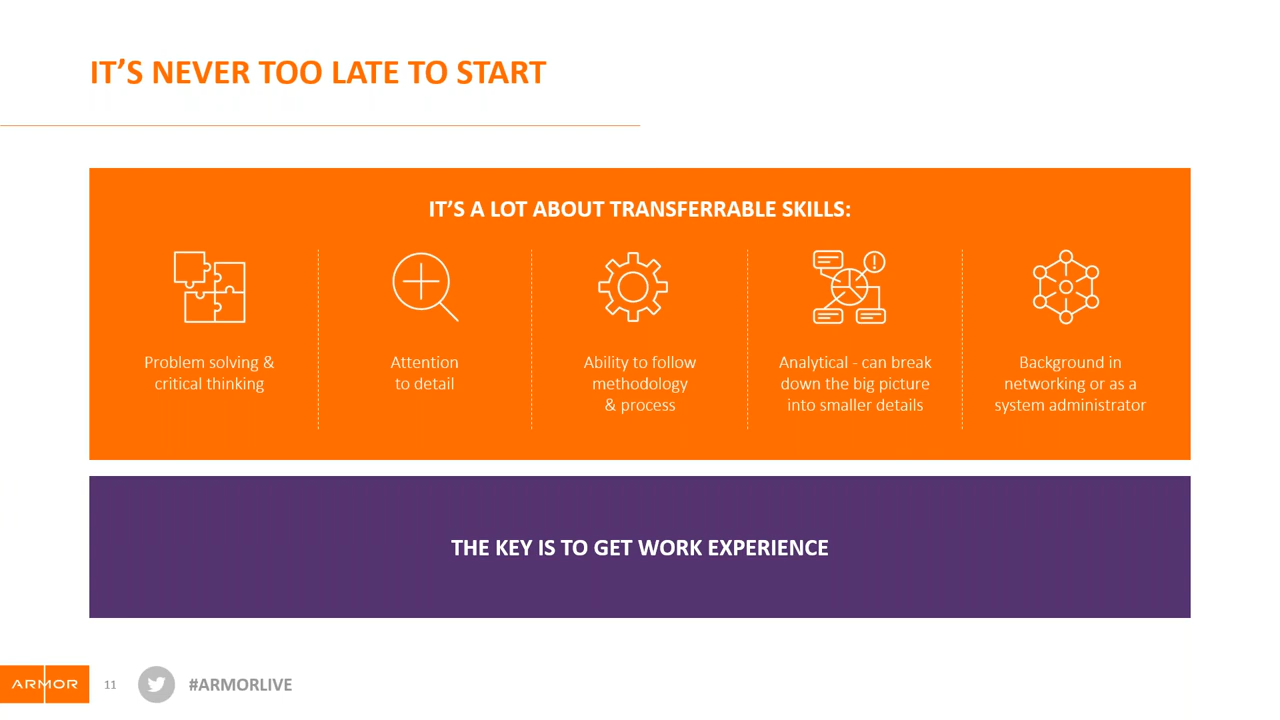 IT’S NEVER TOO LATE TO START
IT’S A LOT ABOUT TRANSFERRABLE SKILLS:
Problem solving &
critical thinking
Attention
to detail
Ability to follow
methodology
& process
Analytical - can break
down the big picture
into smaller details
Background in
networking or as a
system administrator
THE KEY IS TO GET WORK EXPERIENCE
ARMOR
11
#ARMORLIVE